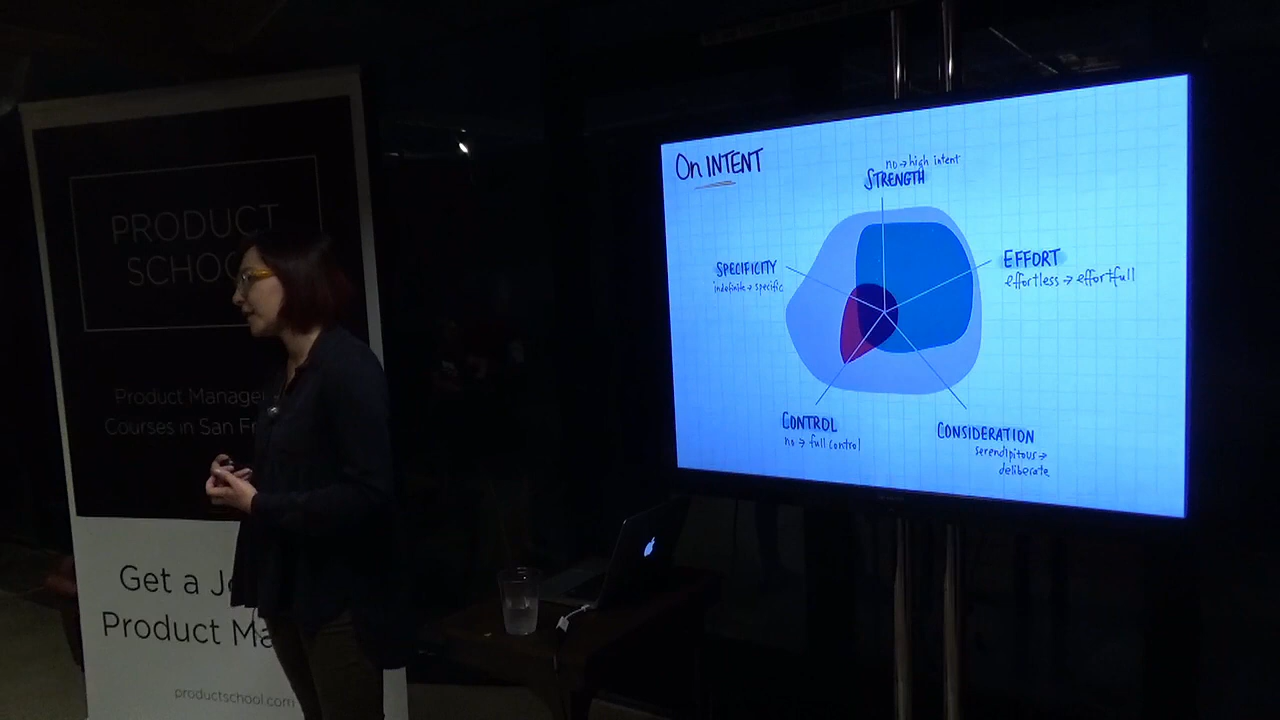 PRODUCT
SCHOO
Product Manage
Courses in San Fr
Get a Jo
Product Ma
productschool.com
On INTENT
no → high intent
STRENGTH
SPECIFICITY
indefinite → specific
EFFORT
effortless → effortfull
CONTROL
no → full control
CONSIDERATION
serendipitous →
deliberate